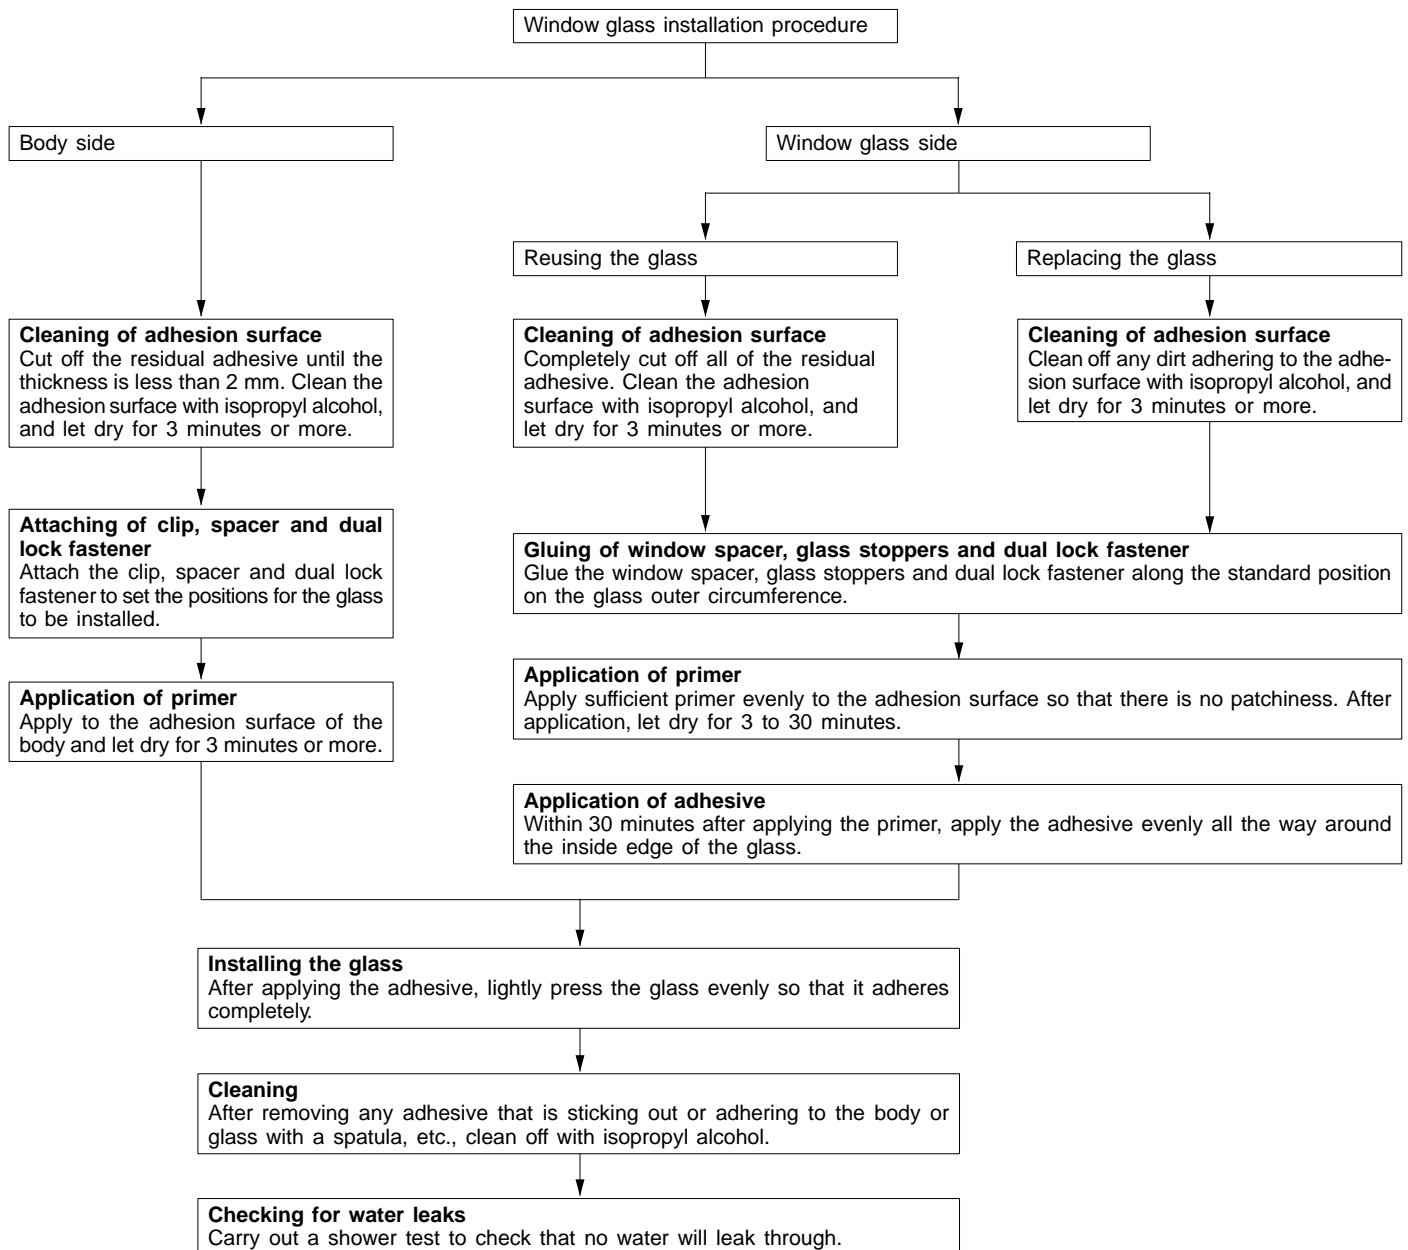 Window glass installation procedure
Body side
Window glass side
Reusing the glass
Replacing the glass
Cleaning of adhesion surface
Cut off the residual adhesive until the
thickness is less than 2 mm. Clean the
adhesion surface with isopropyl alcohol,
and let dry for 3 minutes or more.
Cleaning of adhesion surface
Completely cut off all of the residual
adhesive. Clean the adhesion
surface with isopropyl alcohol, and
let dry for 3 minutes or more.
Cleaning of adhesion surface
Clean off any dirt adhering to the adhe-
sion surface with isopropyl alcohol, and
let dry for 3 minutes or more.
Attaching of clip, spacer and dual
lock fastener
Attach the clip, spacer and dual lock
fastener to set the positions for the glass
to be installed.
Gluing of window spacer, glass stoppers and dual lock fastener
Glue the window spacer, glass stoppers and dual lock fastener along the standard position
on the glass outer circumference.
Application of primer
Apply to the adhesion surface of the
body and let dry for 3 minutes or more.
Application of primer
Apply sufficient primer evenly to the adhesion surface so that there is no patchiness. After
application, let dry for 3 to 30 minutes.
Application of adhesive
Within 30 minutes after applying the primer, apply the adhesive evenly all the way around
the inside edge of the glass.
Installing the glass
After applying the adhesive, lightly press the glass evenly so that it adheres
completely.
Cleaning
After removing any adhesive that is sticking out or adhering to the body or
glass with a spatula, etc., clean off with isopropyl alcohol.
Checking for water leaks
Carry out a shower test to check that no water will leak through.